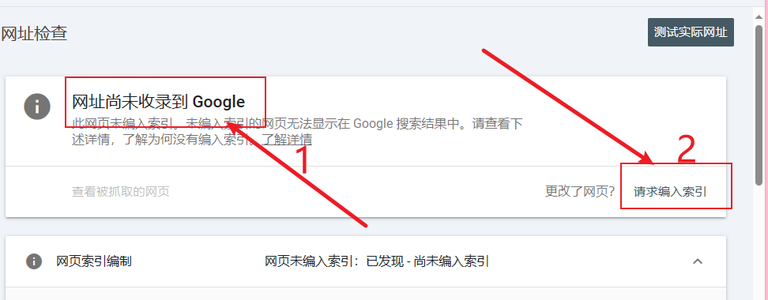 网址检查
测试实际网址
网址尚未收录到 Google
此网页未编入索引。未编入索引的网页无法显示在 Google 搜索结果中。请查看下
述详情，了解为何没有编入索引。了解详情
1
2
查看被抓取的网页
更改了网页？
请求编入索引
网页索引编制
网页未编入索引：已发现 - 尚未编入索引